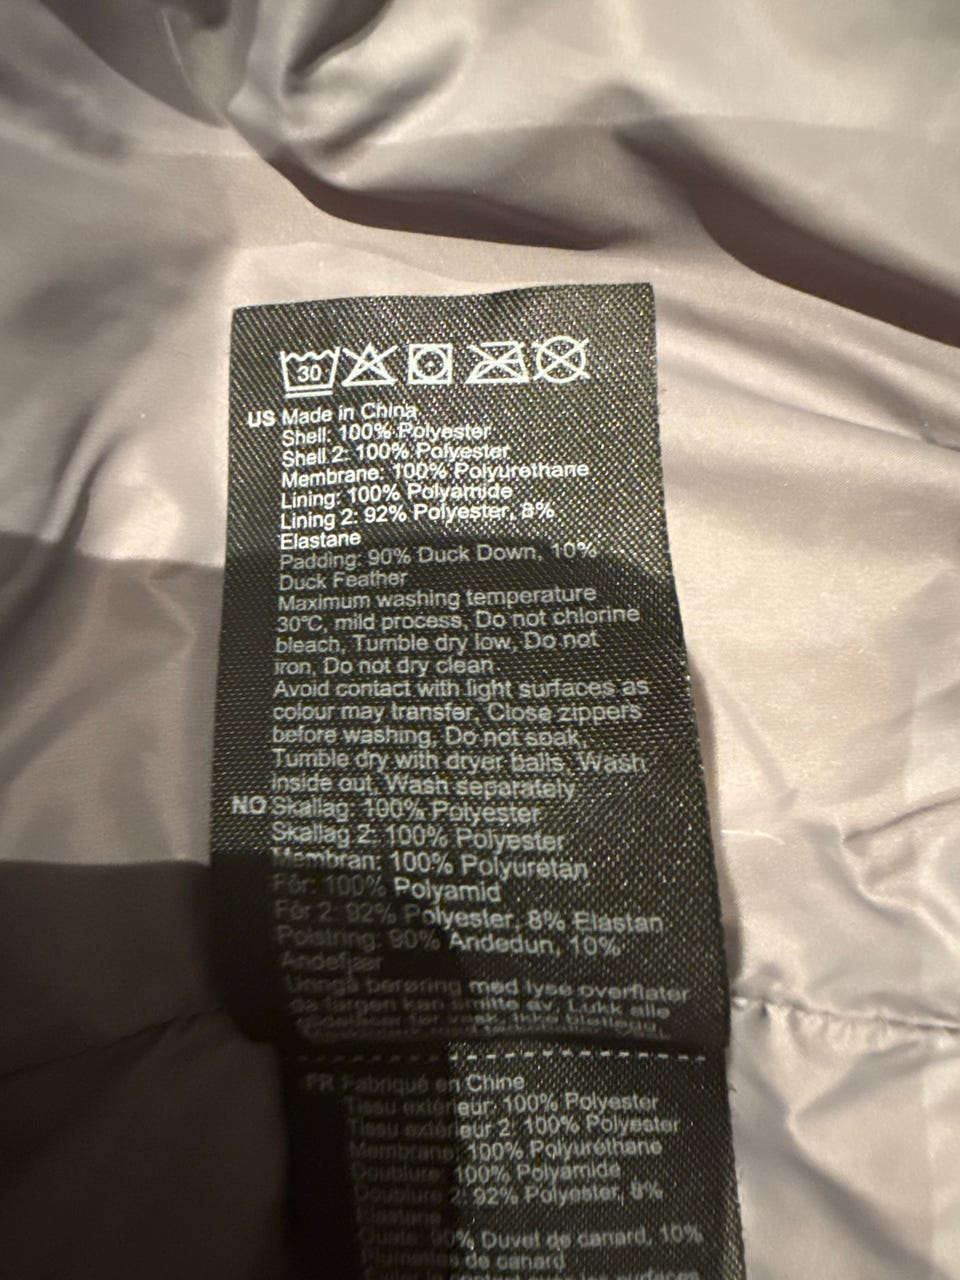 30
US Made in China
Shell: 100% Polyester
Shell 2: 100% Polyester
Membrane: 100% Polyurethane
Lining: 100% Polyamide
Lining 2: 92% Polyester, 8%
Elastane
Padding: 90% Duck Down, 10%
Duck Feather
Maximum washing temperature
30°C, mild process, Do not chlorine
bleach, Tumble dry low, Do not
iron, Do not dry clean.
Avoid contact with light surfaces as
colour may transfer, Close zippers
before washing, Do not soak,
Tumble dry with dryer balls, Wash
inside out, Wash separately
NO Skallag: 100% Polyester
Skallag 2: 100% Polyester
Membran: 100% Polyuretan
Fôr: 100% Polyamid
Fôr 2: 92% Polyester, 8% Elastan
Polstring: 90% Andedun, 10%
Andefjær
Unngå berøring med lyse overflater
da fargen kan smitte av, Lukk alle
FR Fabriqué en Chine
Tissu extérieur: 100% Polyester
Tissu extérieur 2: 100% Polyester
Membrane: 100% Polyuréthane
Doublure: 100% Polyamide
Doublure 2: 92% Polyester, 8%
Elastane
90% Duvet de canard, 10%
Plumettes de canard